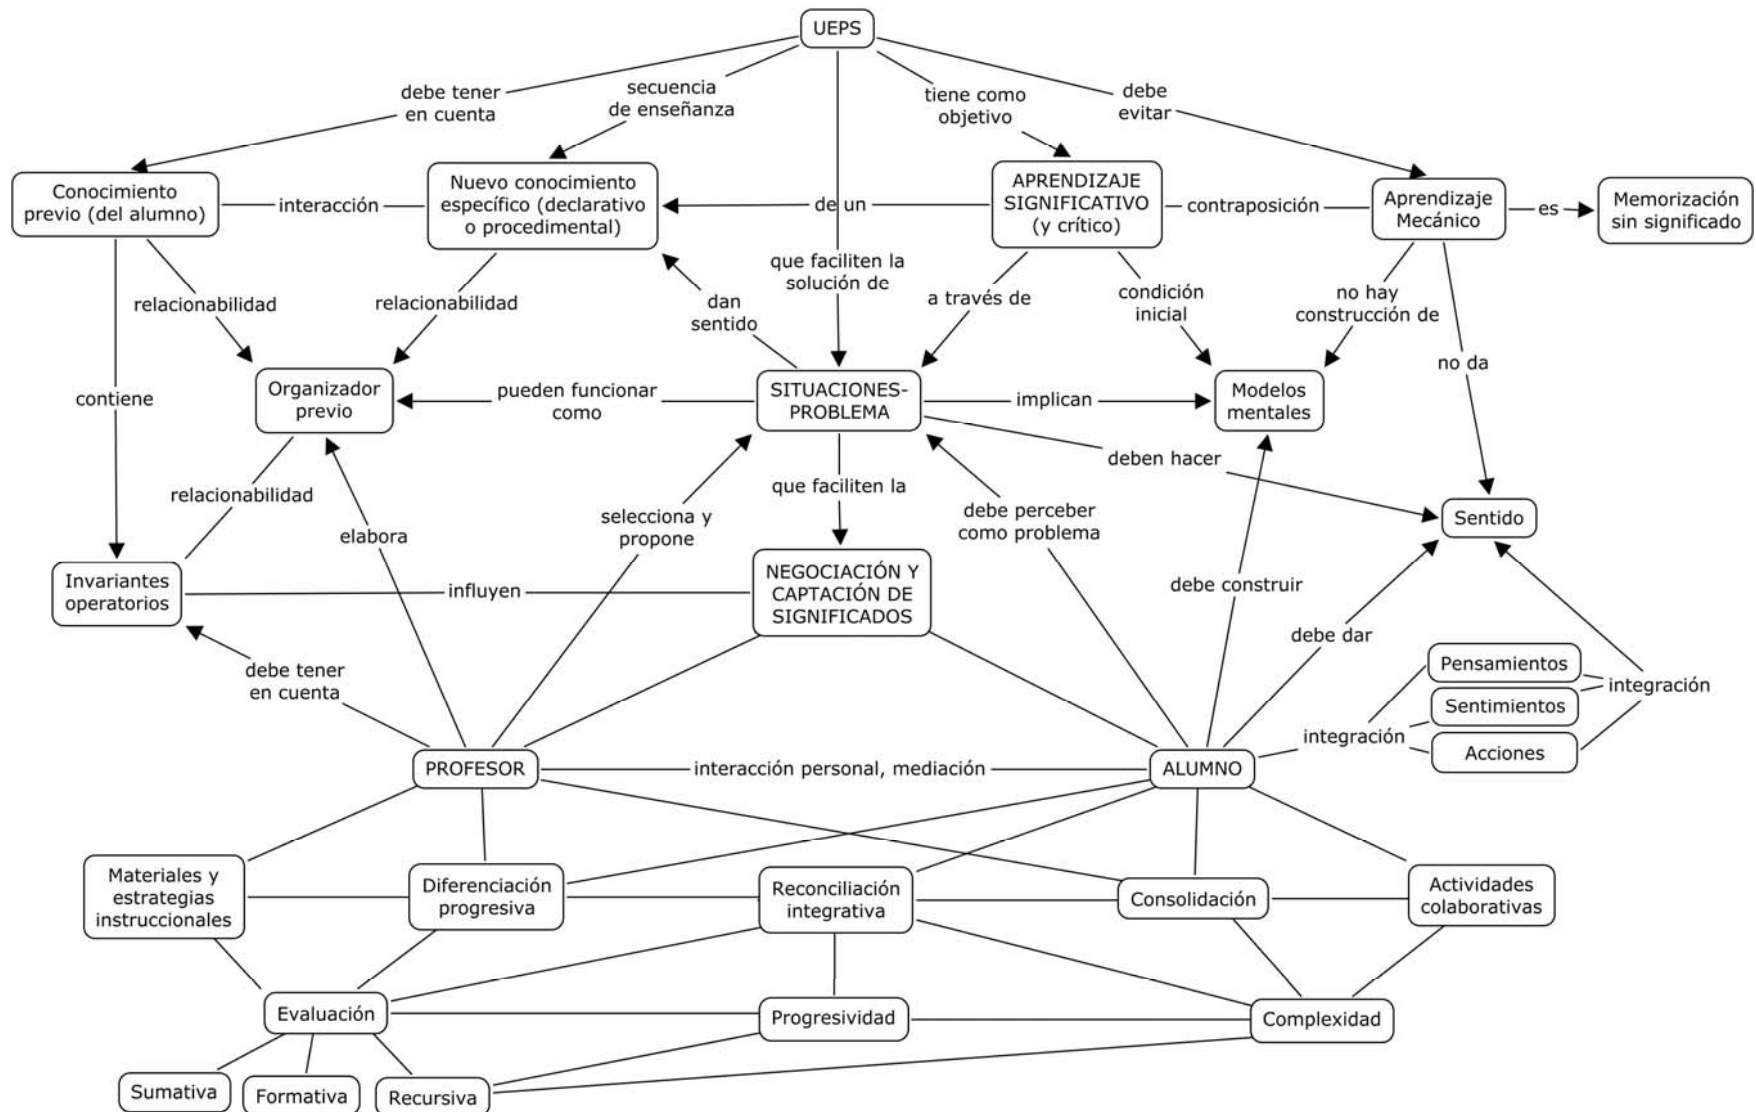 UEPS
debe tener
en cuenta
secuencia
de enseñanza
tiene como
objetivo
debe
evitar
Conocimiento
previo (del alumno)
interacción
Nuevo conocimiento
específico (declarativo
o procedimental)
de un
APRENDIZAJE
SIGNIFICATIVO
(y crítico)
contraposición
Aprendizaje
Mecánico
es
Memorización
sin significado
relacionabilidad
relacionabilidad
dan
sentido
que faciliten la
solución de
a través de
condición
inicial
no hay
construcción de
no da
contiene
Organizador
previo
pueden funcionar
como
SITUACIONES-
PROBLEMA
implican
Modelos
mentales
deben hacer
relacionabilidad
elabora
selecciona y
propone
que faciliten la
debe perceber
como problema
Sentido
Invariantes
operatorios
influyen
NEGOCIACIÓN Y
CAPTACIÓN DE
SIGNIFICADOS
debe construir
debe dar
debe tener
en cuenta
Pensamientos
Sentimientos
Acciones
integración
integración
PROFESOR
interacción personal, mediación
ALUMNO
Materiales y
estrategias
instruccionales
Diferenciación
progresiva
Reconciliación
integrativa
Consolidación
Actividades
colaborativas
Evaluación
Progresividad
Complexidad
Sumativa
Formativa
Recursiva